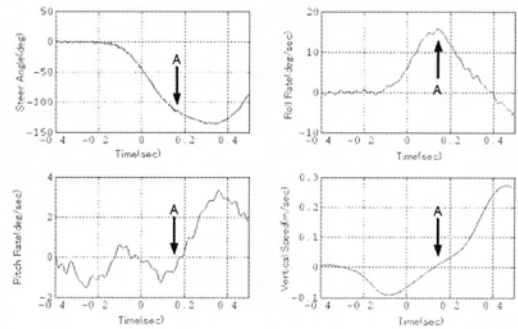 50
0
-50
-100
-150
Steer Angle(deg)
A
-0.4 -0.2 0 0.2 0.4
Time(sec)
20
10
0
-10
Roll Rate(deg/sec)
A
-0.4 -0.2 0 0.2 0.4
Time(sec)
4
2
0
-2
Pitch Rate(deg/sec)
A
-0.4 -0.2 0 0.2 0.4
Time(sec)
0.3
0.2
0.1
0
-0.1
Vertical Speed(m/sec)
A
-0.4 -0.2 0 0.2 0.4
Time(sec)